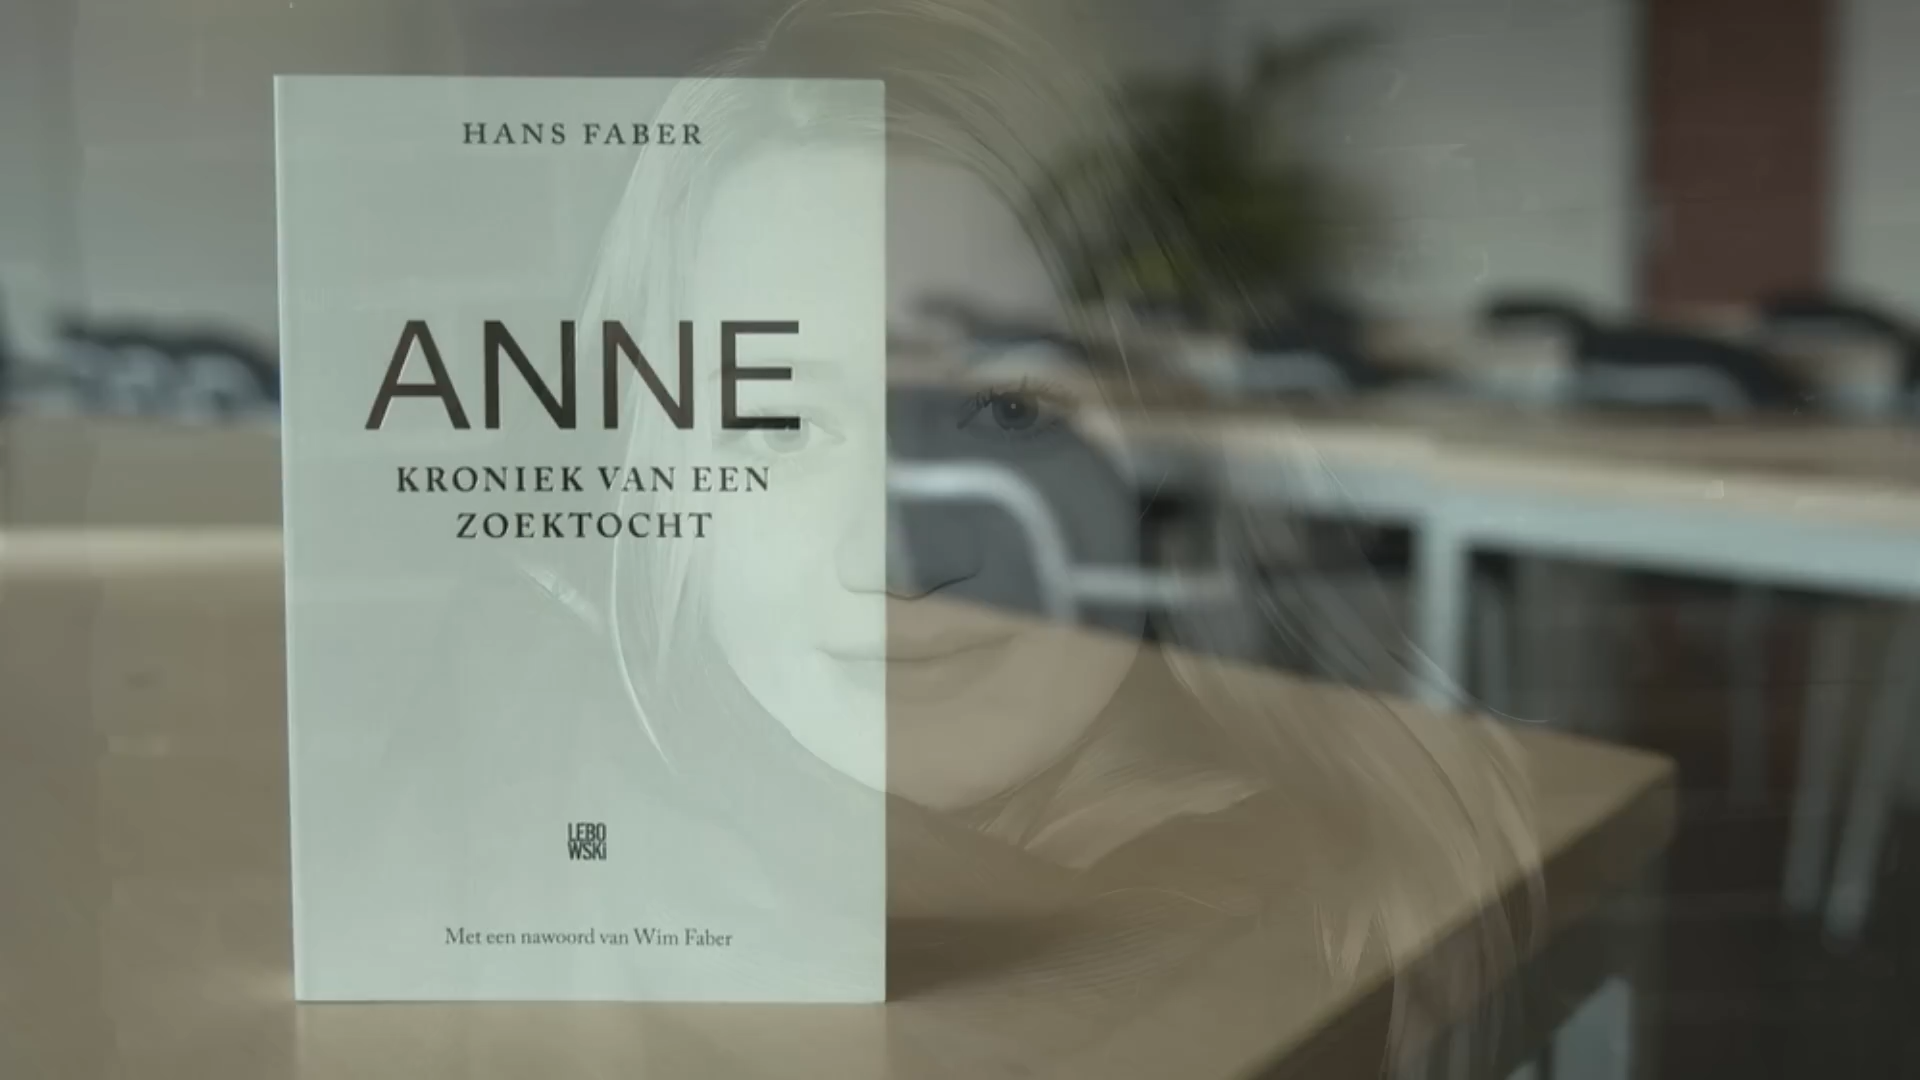 HANS FABER
ANNE
KRONIEK VAN EEN
ZOEKTOCHT
LEBO
WSKI
Met een nawoord van Wim Faber